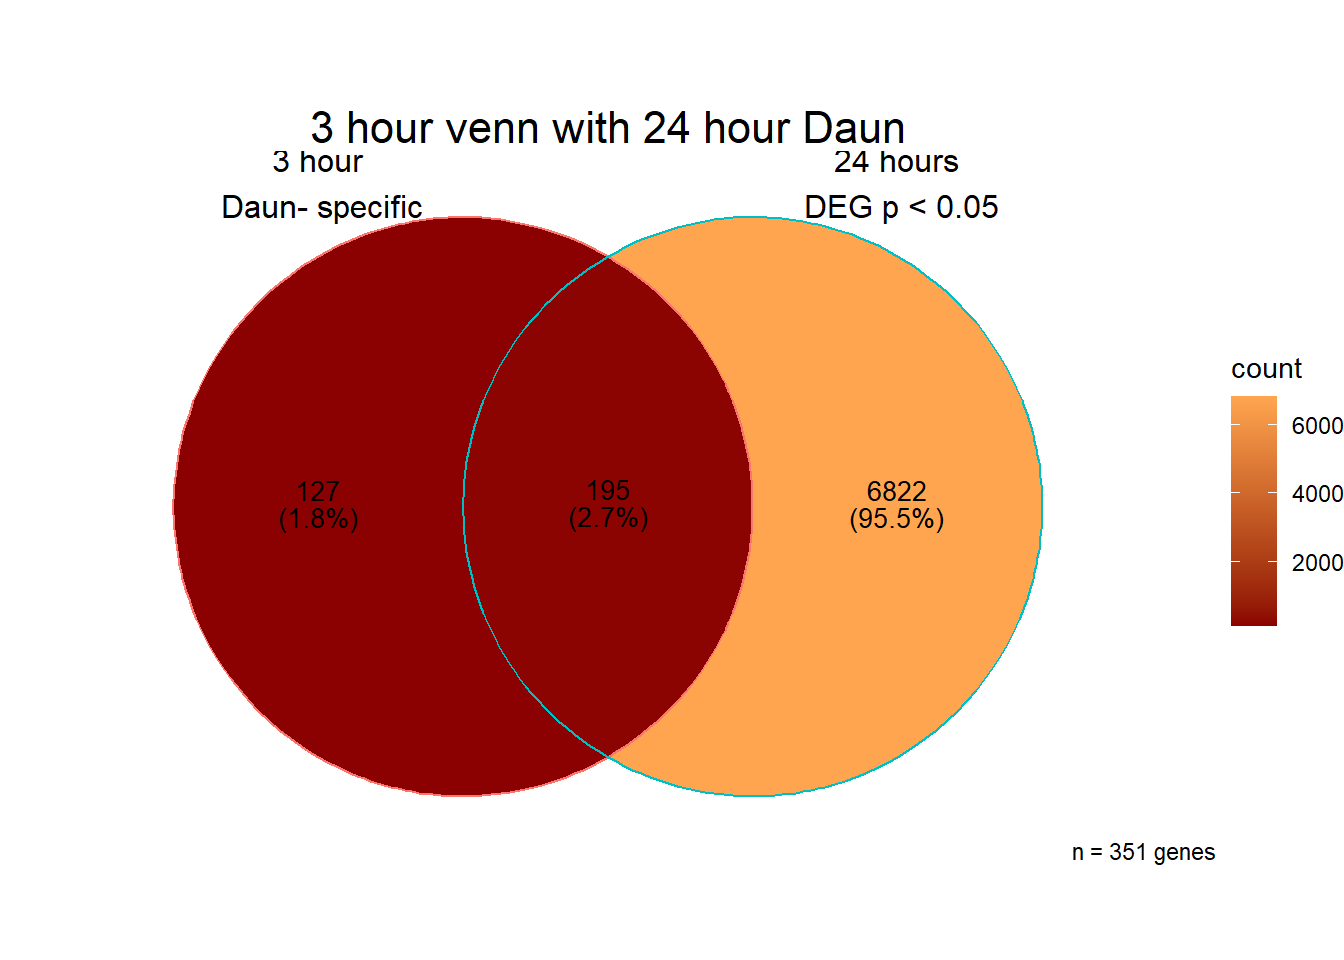 3 hour venn with 24 hour Daun
3 hour
Daun- specific
24 hours
DEG p < 0.05
127
(1.8%)
195
(2.7%)
6822
(95.5%)
count
6000
4000
2000
n = 351 genes